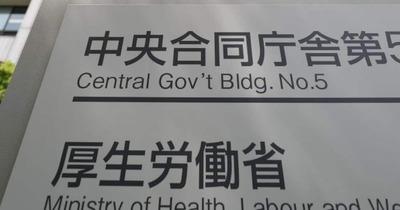 中央合同庁舎第5
Central Gov't Bldg. No.5
厚生労働省
Ministry of Health, Labour and We